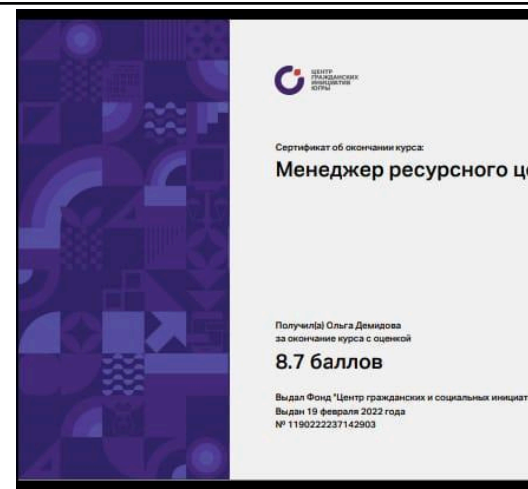 ЦЕНТР
ГРАЖДАНСКИХ
ИНИЦИАТИВ
ЮГРЫ
Сертификат об окончании курса:
Менеджер ресурсного це
Получил(а) Ольга Демидова
за окончание курса с оценкой
8.7 баллов
Выдал Фонд "Центр гражданских и социальных инициат
Выдан 19 февраля 2022 года
№ 1190222237142903